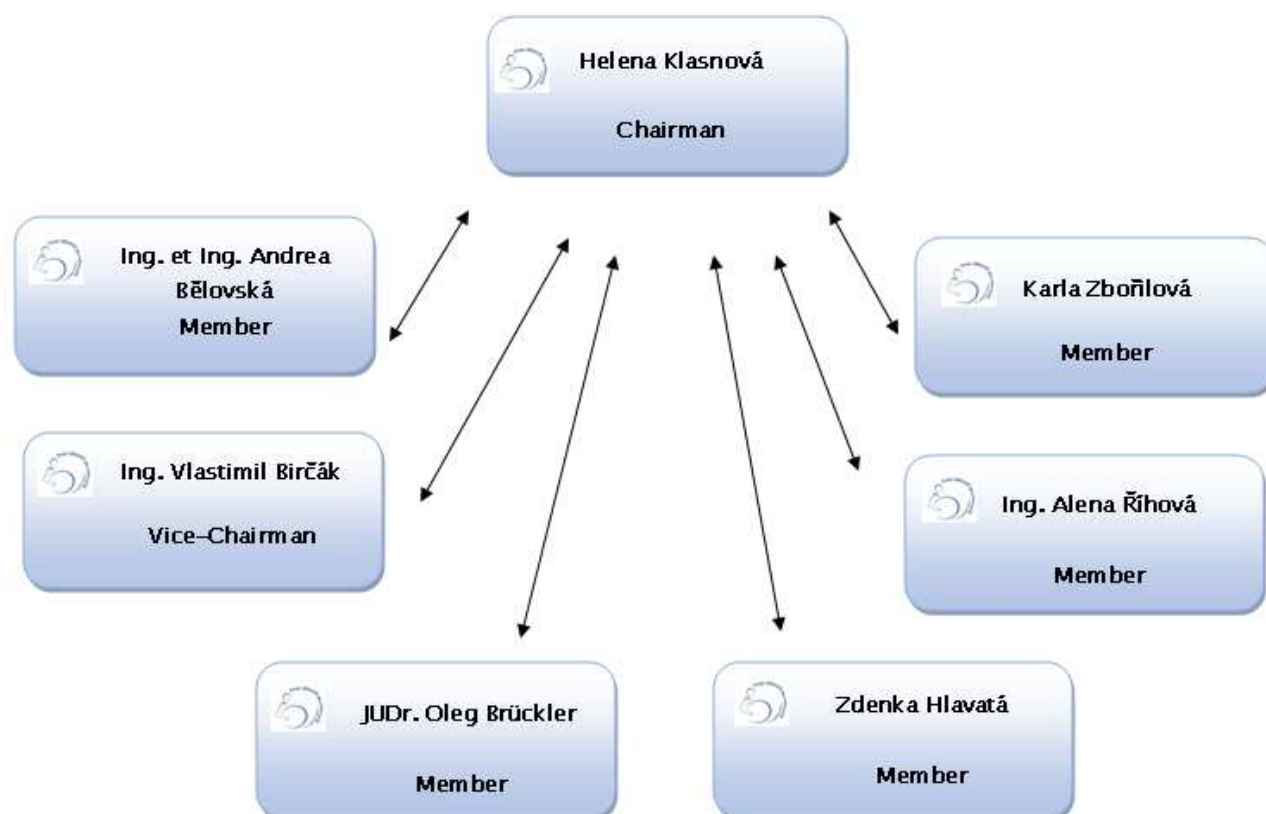 Helena Klasnová
Chairman
Ing. et Ing. Andrea
Bělovská
Member
Karla Zbořilová
Member
Ing. Vlastimil Birčák
Vice-Chairman
Ing. Alena Říhová
Member
JUDr. Oleg Brückler
Member
Zdenka Hlavatá
Member